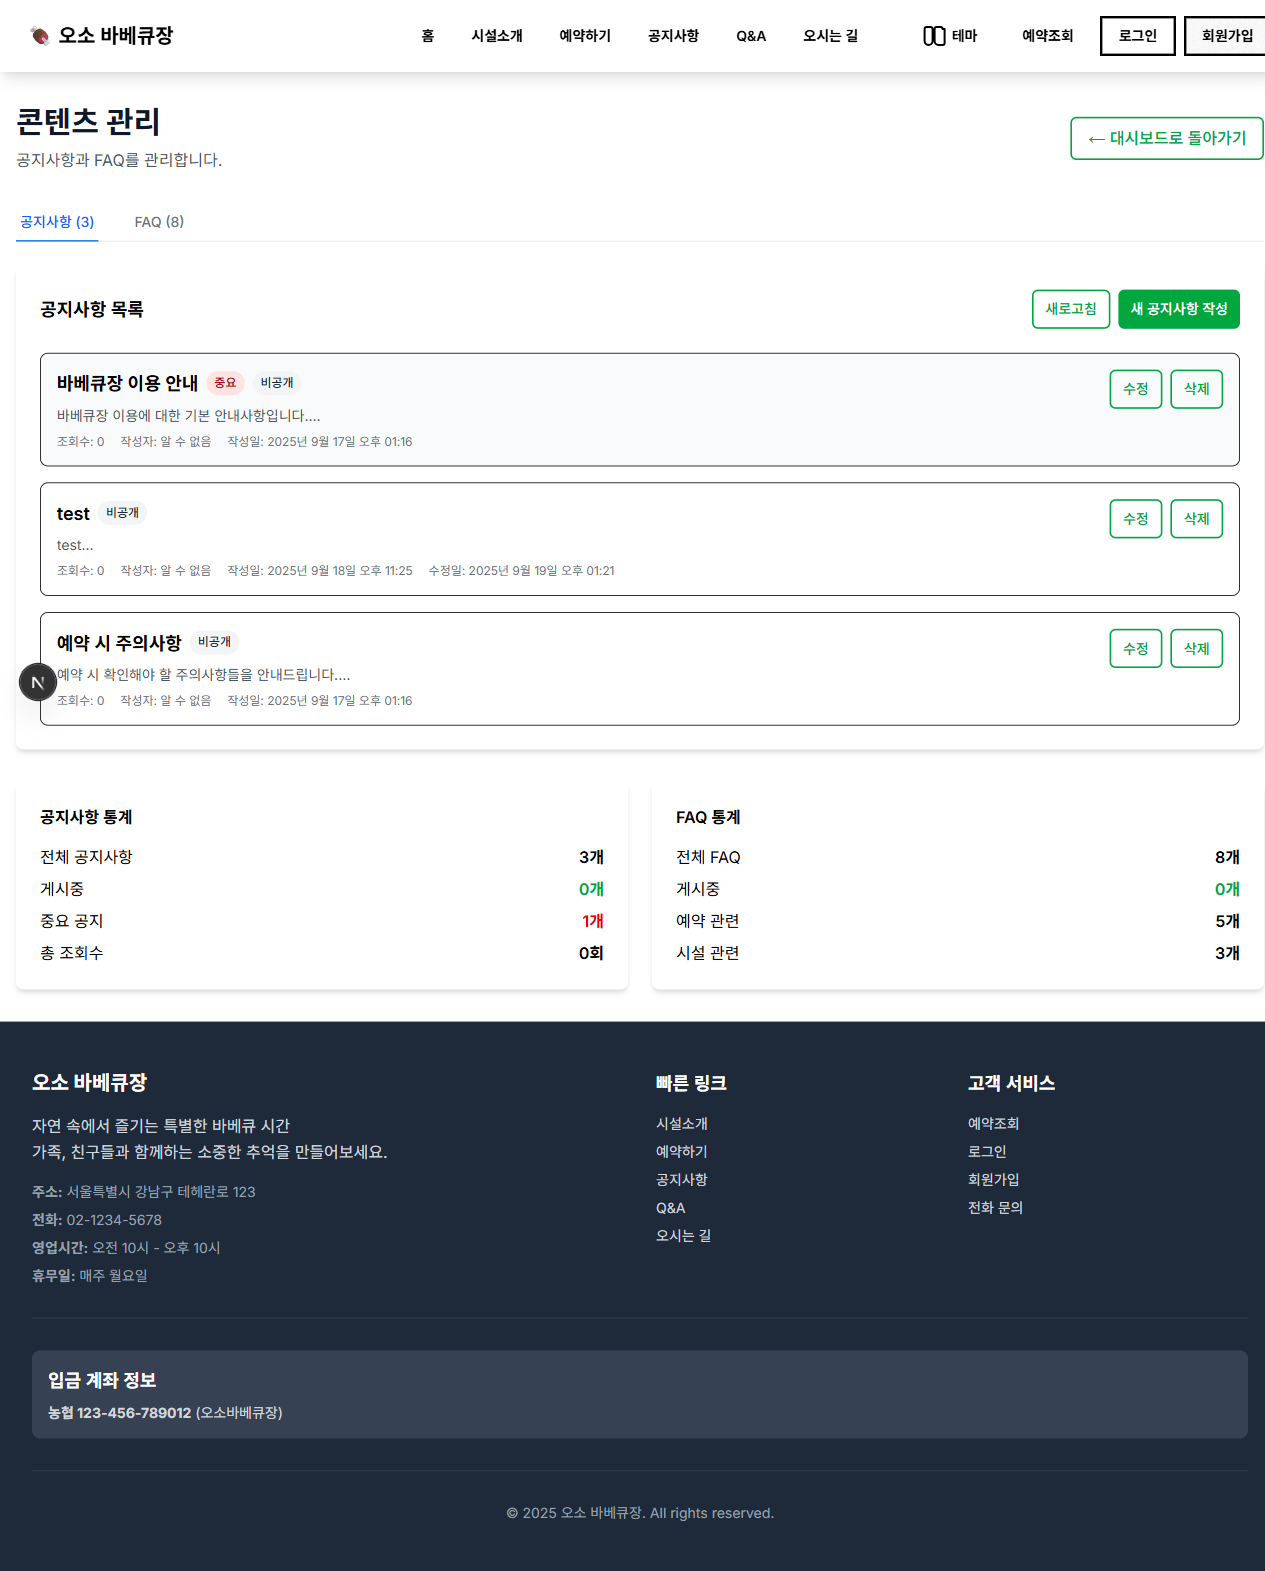 오소 바베큐장
홈 시설소개 예약하기 공지사항 Q&A 오시는 길 테마 예약조회 로그인 회원가입
콘텐츠 관리
공지사항과 FAQ를 관리합니다.
← 대시보드로 돌아가기
공지사항 (3) FAQ (8)
공지사항 목록
새로고침 새 공지사항 작성
바베큐장 이용 안내 중요 비공개
수정 삭제
바베큐장 이용에 대한 기본 안내사항입니다....
조회수: 0 작성자: 알 수 없음 작성일: 2025년 9월 17일 오후 01:16
test 비공개
수정 삭제
test...
조회수: 0 작성자: 알 수 없음 작성일: 2025년 9월 18일 오후 11:25 수정일: 2025년 9월 19일 오후 01:21
예약 시 주의사항 비공개
수정 삭제
예약 시 확인해야 할 주의사항들을 안내드립니다....
조회수: 0 작성자: 알 수 없음 작성일: 2025년 9월 17일 오후 01:16
N
공지사항 통계
전체 공지사항 3개
게시중 0개
중요 공지 1개
총 조회수 0회
FAQ 통계
전체 FAQ 8개
게시중 0개
예약 관련 5개
시설 관련 3개
오소 바베큐장
자연 속에서 즐기는 특별한 바베큐 시간
가족, 친구들과 함께하는 소중한 추억을 만들어보세요.
주소: 서울특별시 강남구 테헤란로 123
전화: 02-1234-5678
영업시간: 오전 10시 - 오후 10시
휴무일: 매주 월요일
빠른 링크
시설소개
예약하기
공지사항
Q&A
오시는 길
고객 서비스
예약조회
로그인
회원가입
전화 문의
입금 계좌 정보
농협 123-456-789012 (오소바베큐장)
© 2025 오소 바베큐장. All rights reserved.